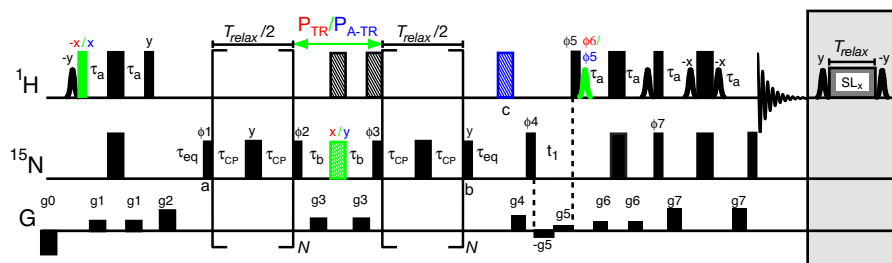 T_relax/2 P_TR/P_A-TR T_relax/2
-x/x y ϕ5 ϕ6/ T_relax
-y ϕ5 -x -x y -y
¹H τ_a τ_a τ_a τ_a τ_a SL_x
c
ϕ1 y ϕ2 x/y ϕ3 y ϕ4 ϕ7
¹⁵N τ_eq τ_CP τ_CP τ_b τ_b τ_CP τ_CP τ_eq t_1
a b
g0 g1 g1 g2 g3 g3 g4 g5 g6 g6 g7 g7
G
-g5
N N